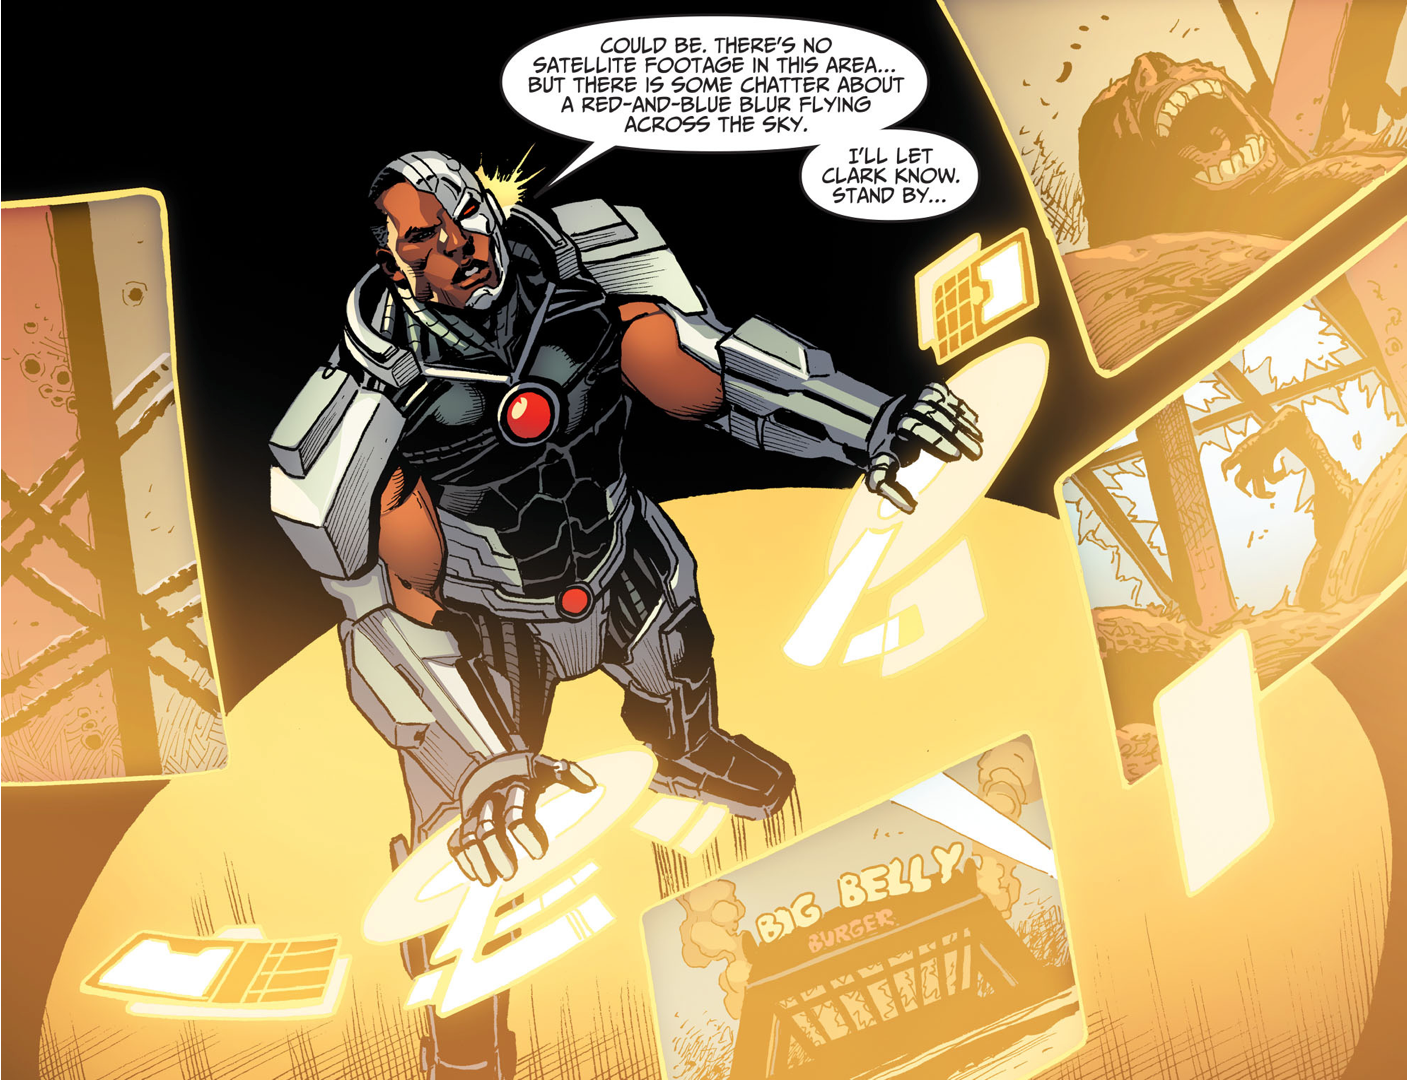 COULD BE. THERE'S NO
SATELLITE FOOTAGE IN THIS AREA...
BUT THERE IS SOME CHATTER ABOUT
A RED-AND-BLUE BLUR FLYING
ACROSS THE SKY.
I'LL LET
CLARK KNOW.
STAND BY...
BIG BELLY
BURGER